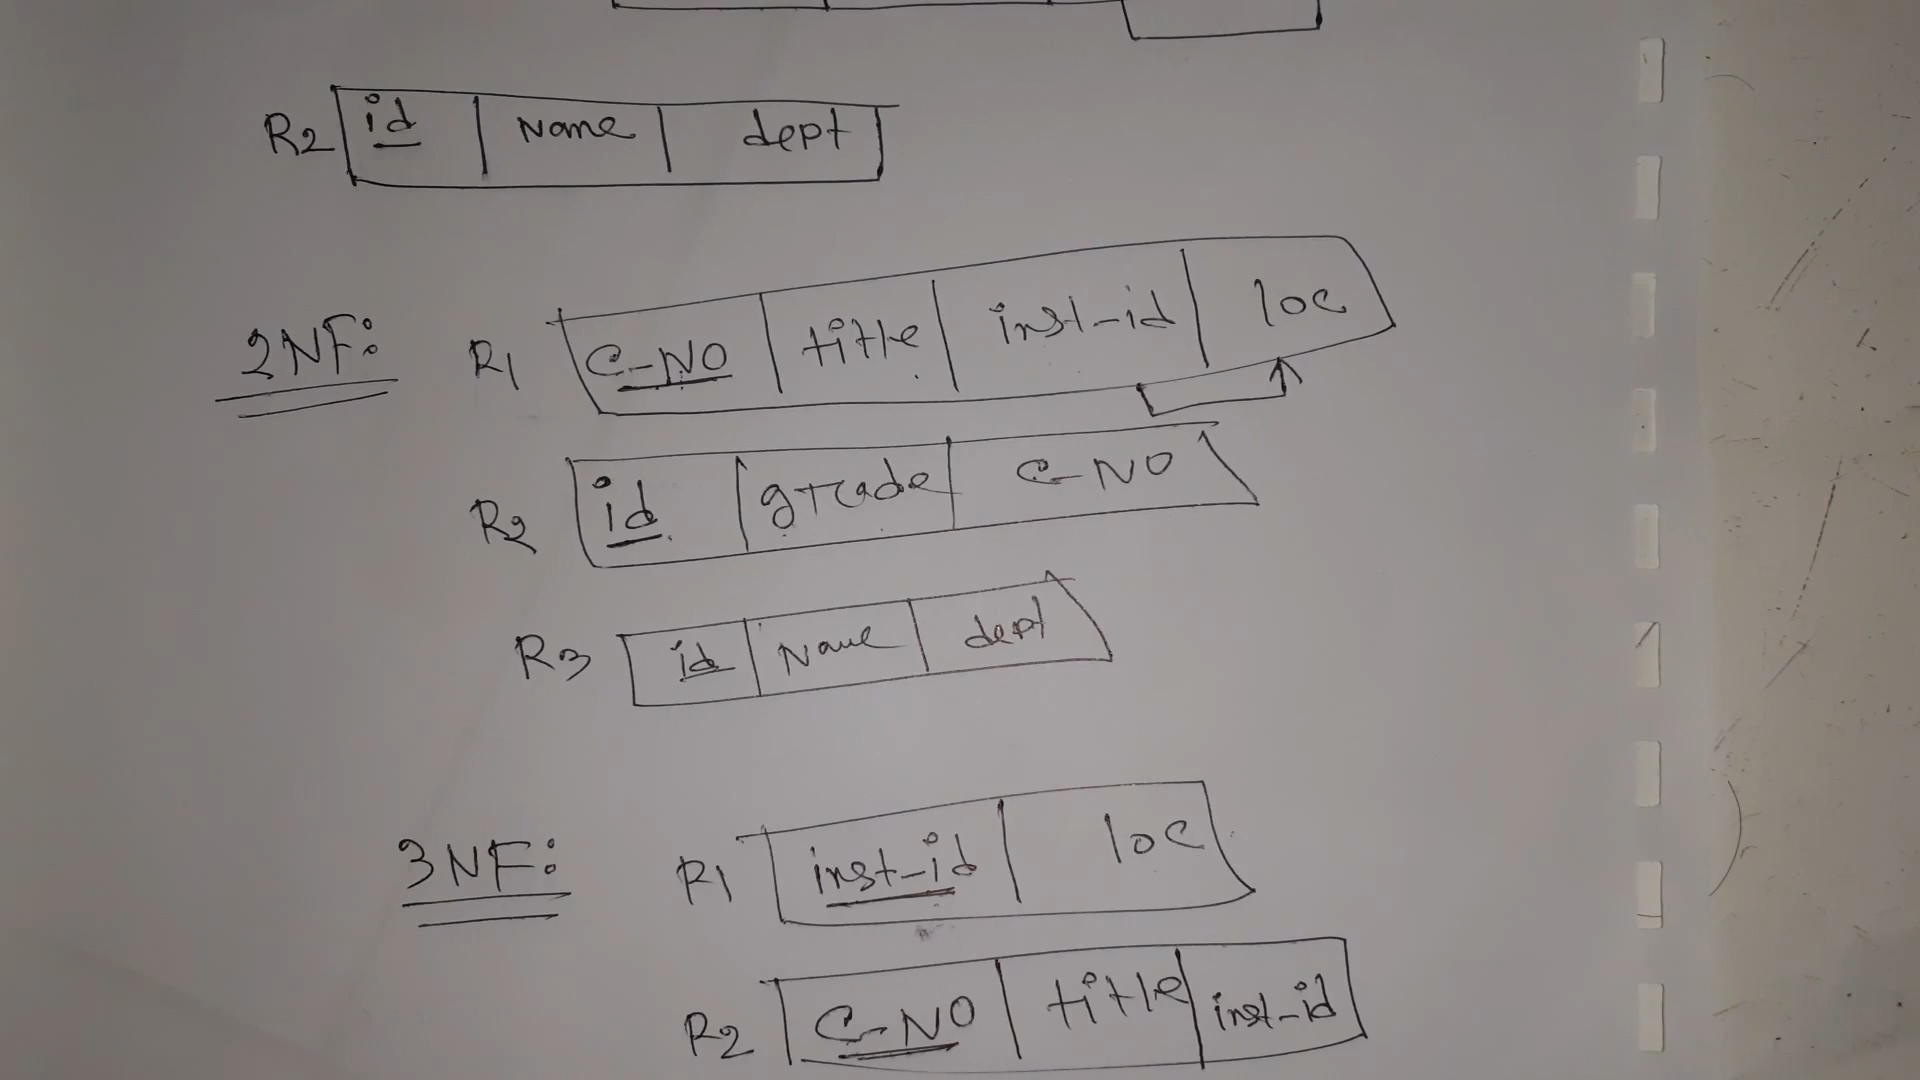 R2 id Name dept
2NF: R1 C-NO title inst-id loc
R2 id grade C-NO
R3 id Name dept
3NF: R1 inst-id loc
R2 C-NO title inst-id